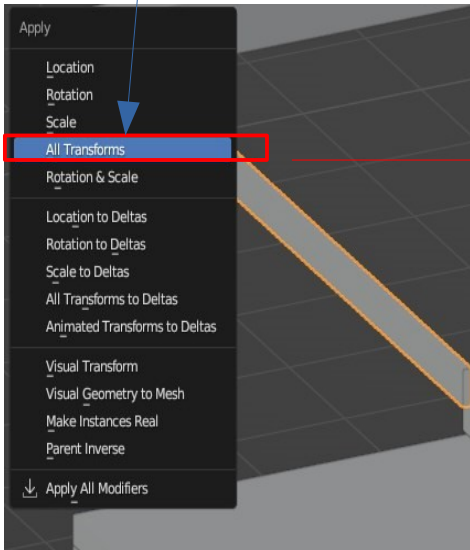 Apply
Location
Rotation
Scale
All Transforms
Rotation & Scale
Location to Deltas
Rotation to Deltas
Scale to Deltas
All Transforms to Deltas
Animated Transforms to Deltas
Visual Transform
Visual Geometry to Mesh
Make Instances Real
Parent Inverse
Apply All Modifiers